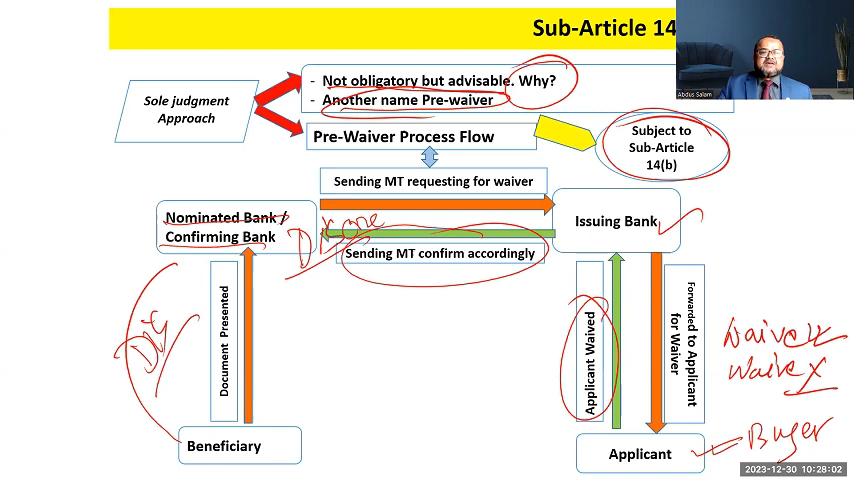 Sub-Article 14
Abdus Salam
Sole judgment
Approach
- Not obligatory but advisable. Why?
- Another name Pre-waiver
Pre-Waiver Process Flow
Subject to
Sub-Article
14(b)
Sending MT requesting for waiver
Nominated Bank /
Confirming Bank
Issuing Bank
Sending MT confirm accordingly
Document Presented
Applicant Waived
Forwarded to Applicant
for Waiver
Waive
Waive X
Beneficiary
Applicant
Buyer
2023-12-30 10:28:02